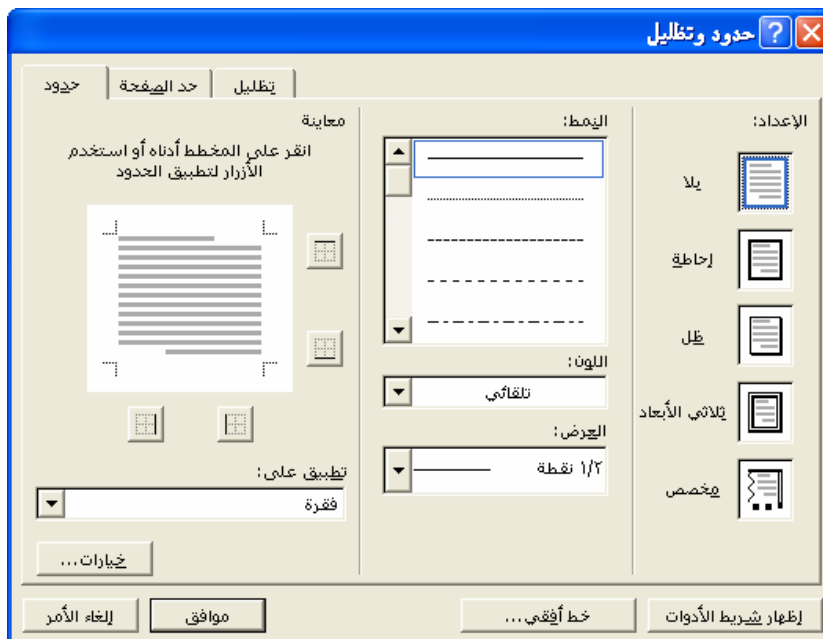 حدود وتظليل
حدود
حد الصفحة
تظليل
الإعداد:
بلا
إحاطة
ظل
ثلاثي الأبعاد
مخصص
النمط:
اللون:
تلقائي
العرض:
١/٢ نقطة
معاينة
انقر على المخطط أدناه أو استخدم
الأزرار لتطبيق الحدود
تطبيق على:
فقرة
خيارات...
إظهار شريط الأدوات
خط أفقي...
موافق
إلغاء الأمر